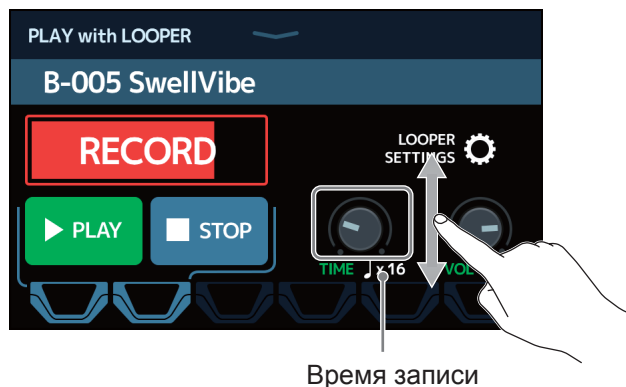 PLAY with LOOPER
B-005 SwellVibe
RECORD
LOOPER
SETTINGS
PLAY
STOP
TIME
♩x16
VOL
Время записи